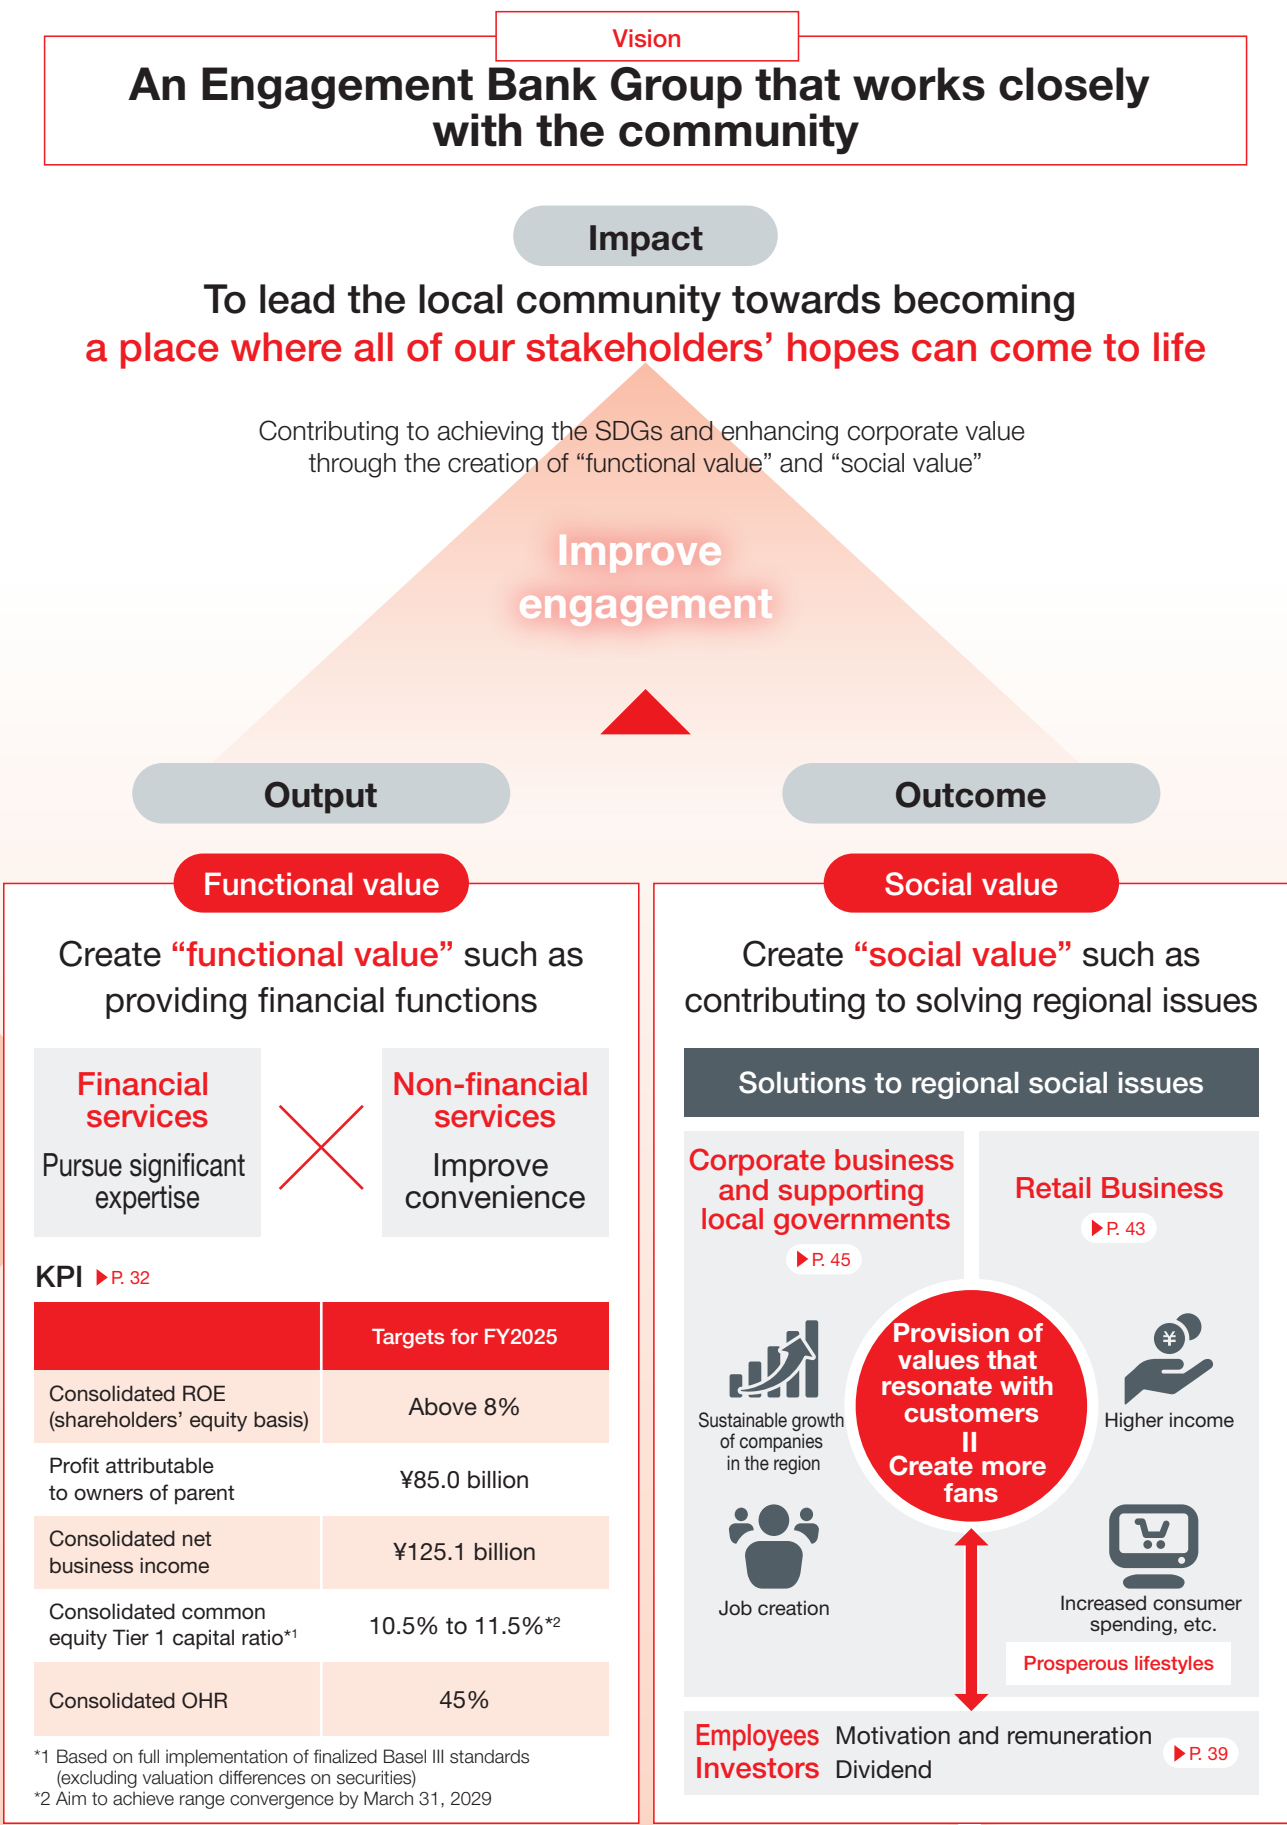 Vision
An Engagement Bank Group that works closely
with the community
Impact
To lead the local community towards becoming
a place where all of our stakeholders’ hopes can come to life
Contributing to achieving the SDGs and enhancing corporate value
through the creation of “functional value” and “social value”
Improve
engagement
Output
Functional value
Create “functional value” such as
providing financial functions
Financial
services
Pursue significant
expertise
Non-financial
services
Improve
convenience
KPI P. 32
Targets for FY2025
Consolidated ROE
(shareholders’ equity basis)
Above 8%
Profit attributable
to owners of parent
¥85.0 billion
Consolidated net
business income
¥125.1 billion
Consolidated common
equity Tier 1 capital ratio*1
10.5% to 11.5%*2
Consolidated OHR
45%
*1 Based on full implementation of finalized Basel III standards
(excluding valuation differences on securities)
*2 Aim to achieve range convergence by March 31, 2029
Outcome
Social value
Create “social value” such as
contributing to solving regional issues
Solutions to regional social issues
Corporate business
and supporting
local governments
P. 45
Retail Business
P. 43
Provision of
values that
resonate with
customers
II
Create more
fans
Sustainable growth
of companies
in the region
Job creation
¥
Higher income
Increased consumer
spending, etc.
Prosperous lifestyles
Employees Motivation and remuneration
Investors Dividend
P. 39